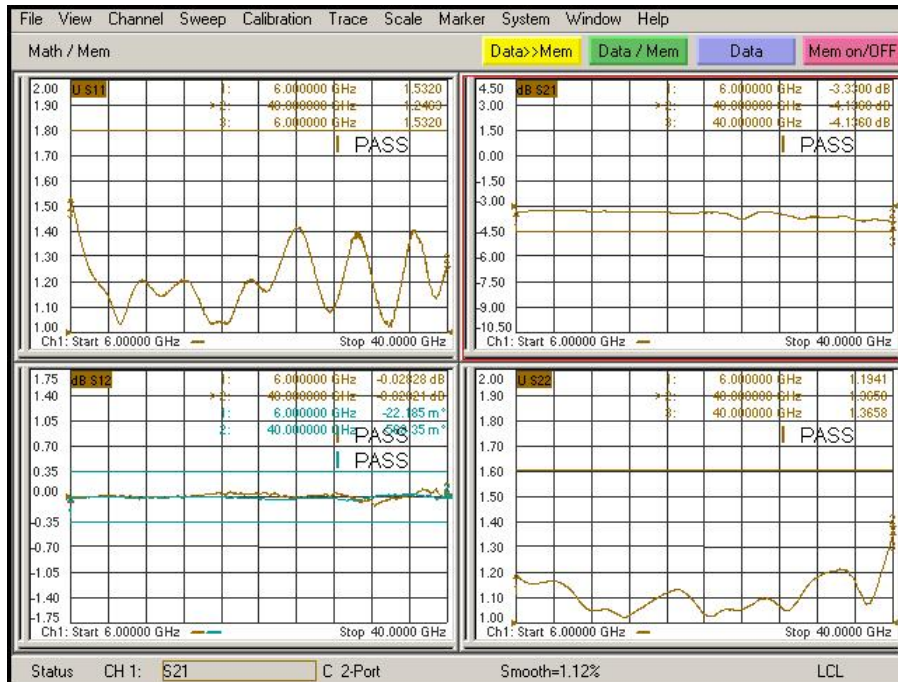 File View Channel Sweep Calibration Trace Scale Marker System Window Help
Math / Mem Data>>Mem Data / Mem Data Mem on/OFF
U S11
1: 6.000000 GHz 1.5320
> 2: 40.000000 GHz
3: 6.000000 GHz 1.5320
PASS
2.00
1.90
1.80
1.70
1.60
1.50
1.40
1.30
1.20
1.10
1.00
Ch1: Start 6.00000 GHz Stop 40.0000 GHz
dB S21
1: 6.000000 GHz -3.3300 dB
> 2: 40.000000 GHz -4.1360 dB
3: 40.000000 GHz -4.1360 dB
PASS
4.50
3.00
1.50
0.00
-1.50
-3.00
-4.50
-6.00
-7.50
-9.00
-10.50
Ch1: Start 6.00000 GHz Stop 40.0000 GHz
dB S12
1: 6.000000 GHz -0.02828 dB
> 2: 40.000000 GHz
1: 6.000000 GHz -22.185 m°
2: 40.000000 GHz
PASS
PASS
1.75
1.40
1.05
0.70
0.35
0.00
-0.35
-0.70
-1.05
-1.40
-1.75
Ch1: Start 6.00000 GHz Stop 40.0000 GHz
U S22
1: 6.000000 GHz 1.1941
> 2: 40.000000 GHz
3: 40.000000 GHz 1.3658
PASS
2.00
1.90
1.80
1.70
1.60
1.50
1.40
1.30
1.20
1.10
1.00
Ch1: Start 6.00000 GHz Stop 40.0000 GHz
Status CH 1: S21 C 2-Port Smooth=1.12% LCL